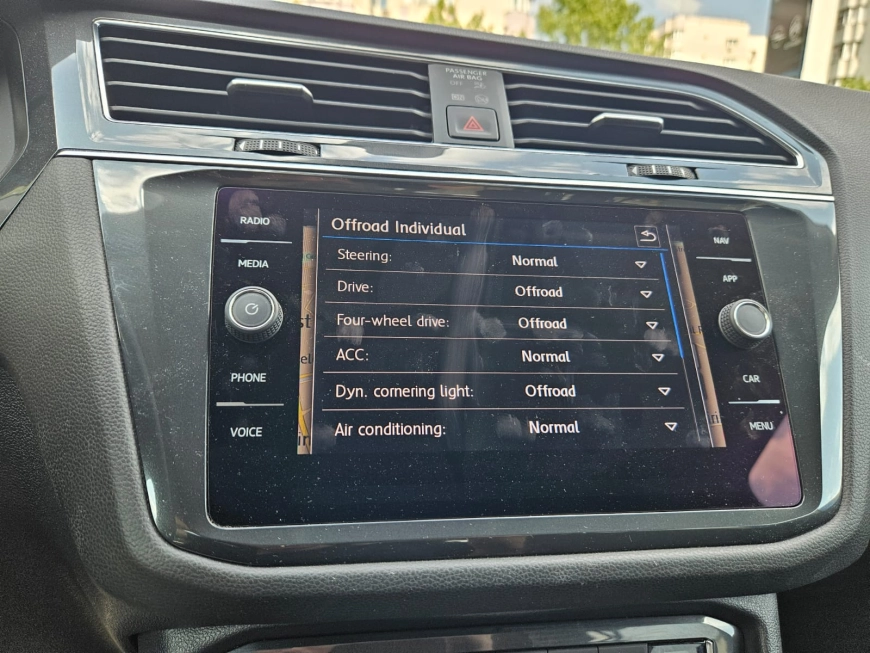 PASSENGER
AIR BAG
OFF
RADIO
MEDIA
PHONE
VOICE
Offroad Individual
Steering: Normal
Drive: Offroad
Four-wheel drive: Offroad
ACC: Normal
Dyn. cornering light: Offroad
Air conditioning: Normal
NAV
APP
CAR
MENU